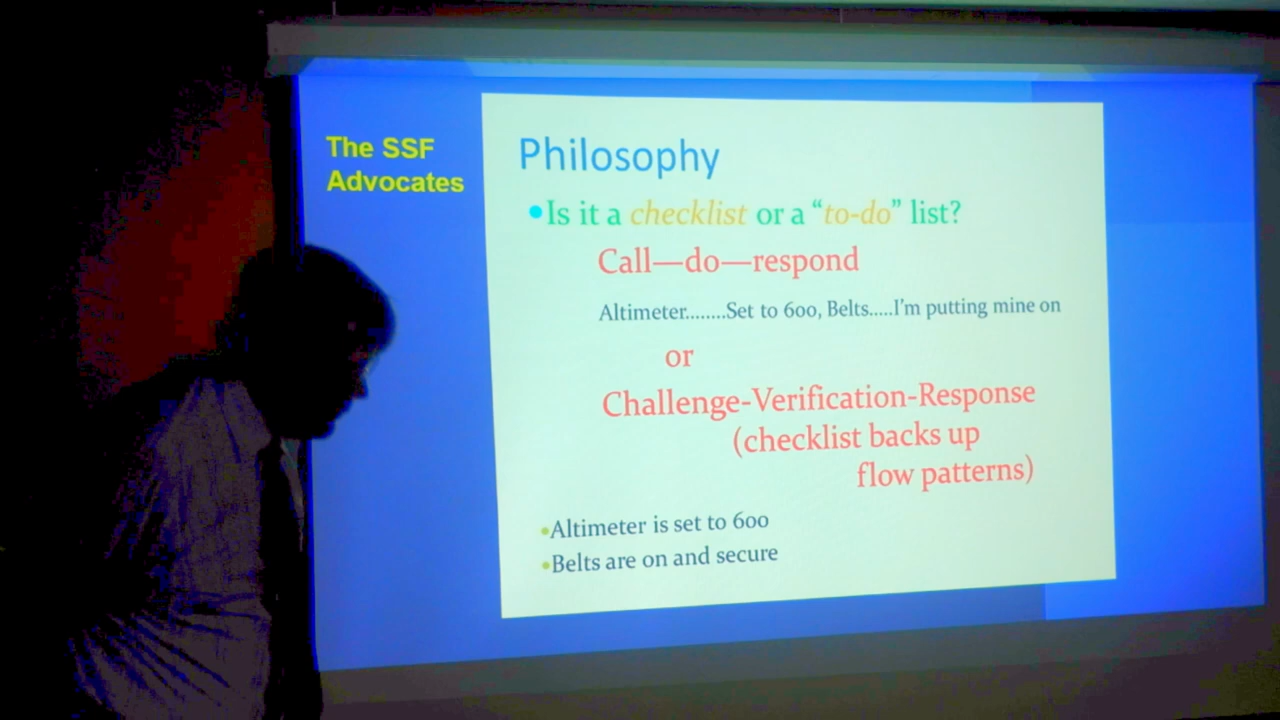 The SSF
Advocates
Philosophy
•Is it a checklist or a “to-do” list?
Call—do—respond
Altimeter........Set to 600, Belts.....I’m putting mine on
or
Challenge-Verification-Response
(checklist backs up
flow patterns)
•Altimeter is set to 600
•Belts are on and secure